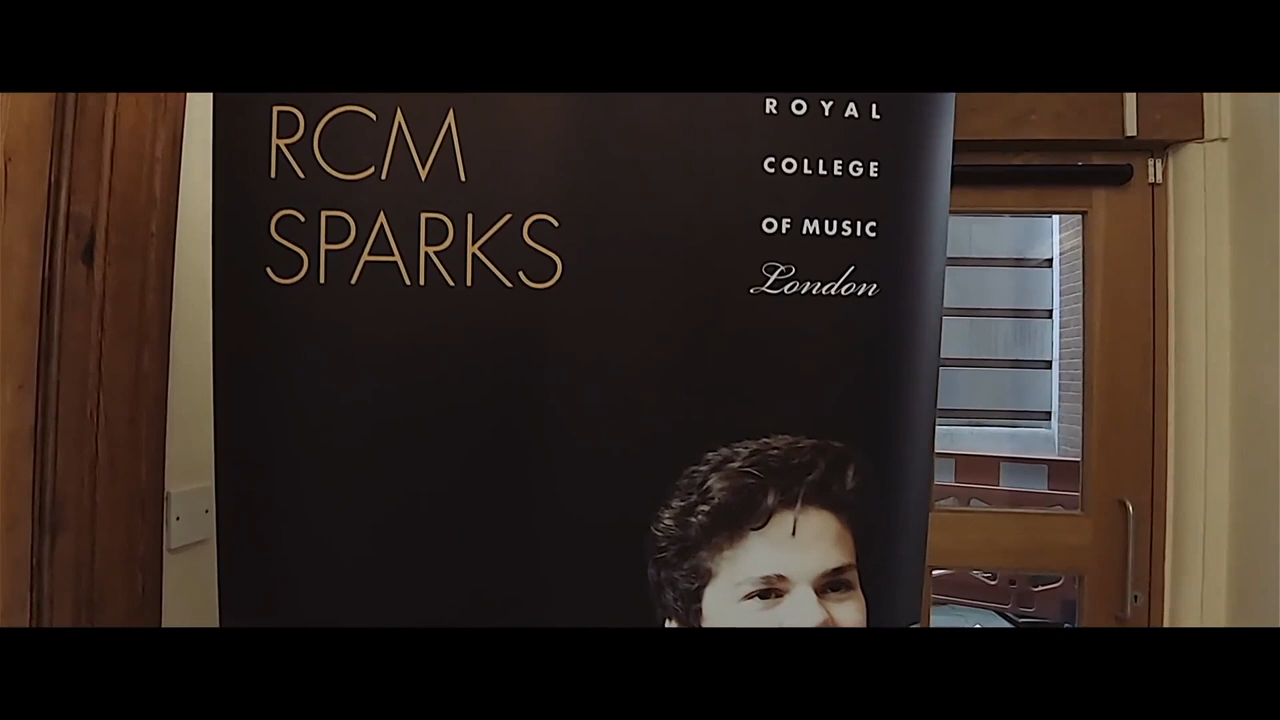 RCM
SPARKS
ROYAL
COLLEGE
OF MUSIC
London